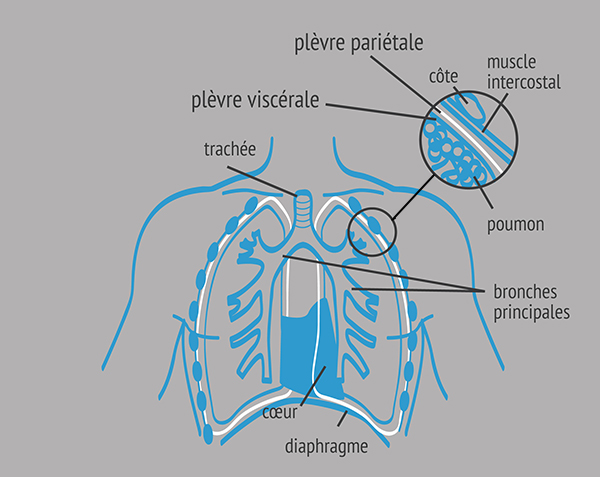 plèvre pariétale
côte
muscle
intercostal
plèvre viscérale
trachée
poumon
bronches
principales
cœur
diaphragme